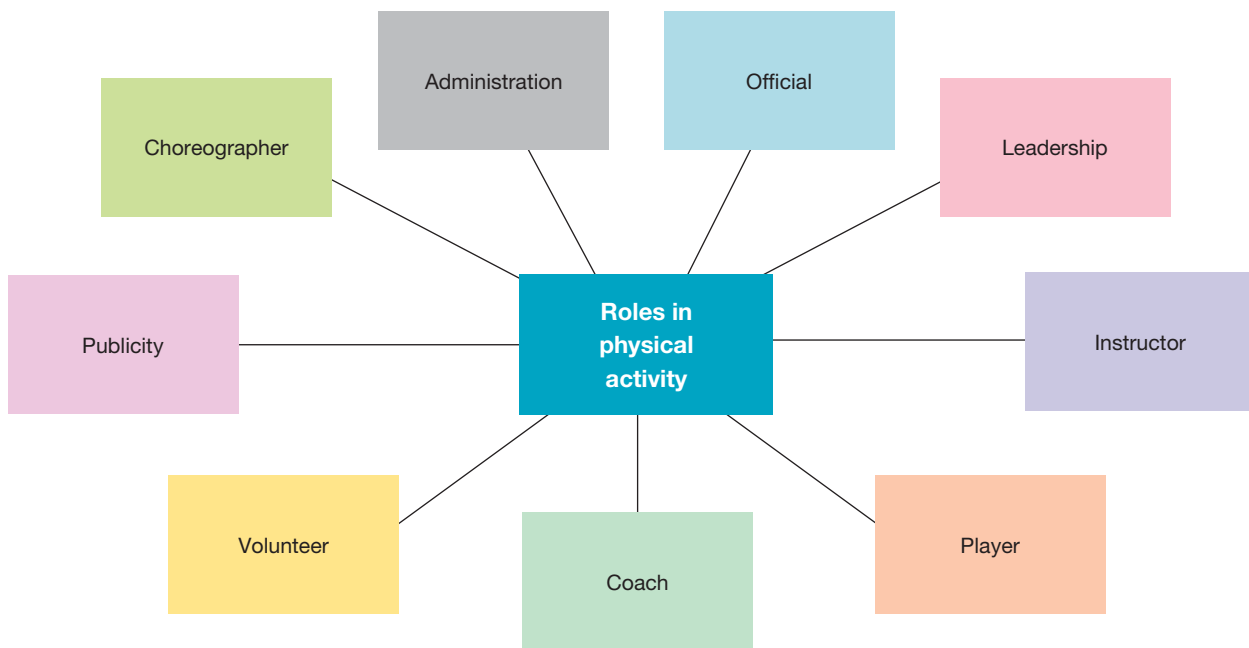 Administration
Official
Choreographer
Leadership
Roles in
physical
activity
Publicity
Instructor
Volunteer
Coach
Player